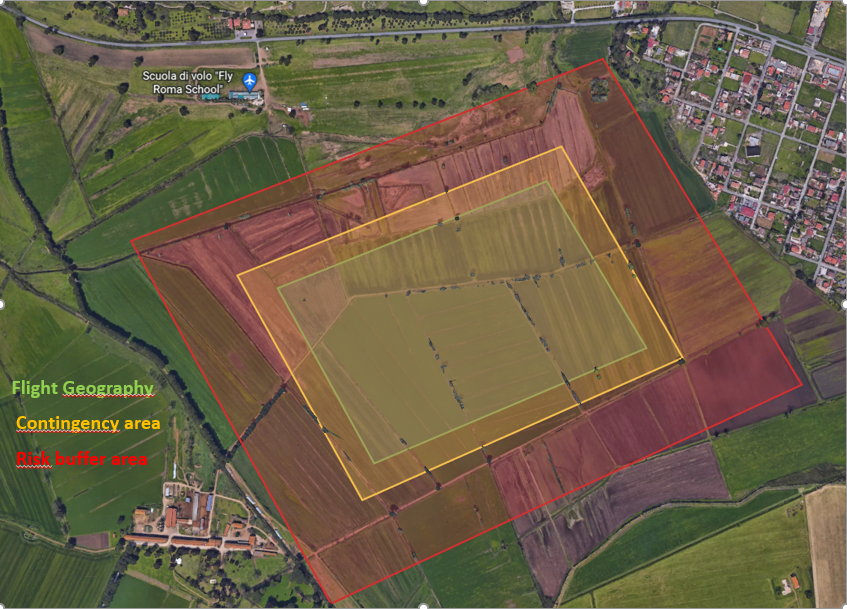 Scuola di volo "Fly
Roma School"
Flight Geography
Contingency area
Risk buffer area